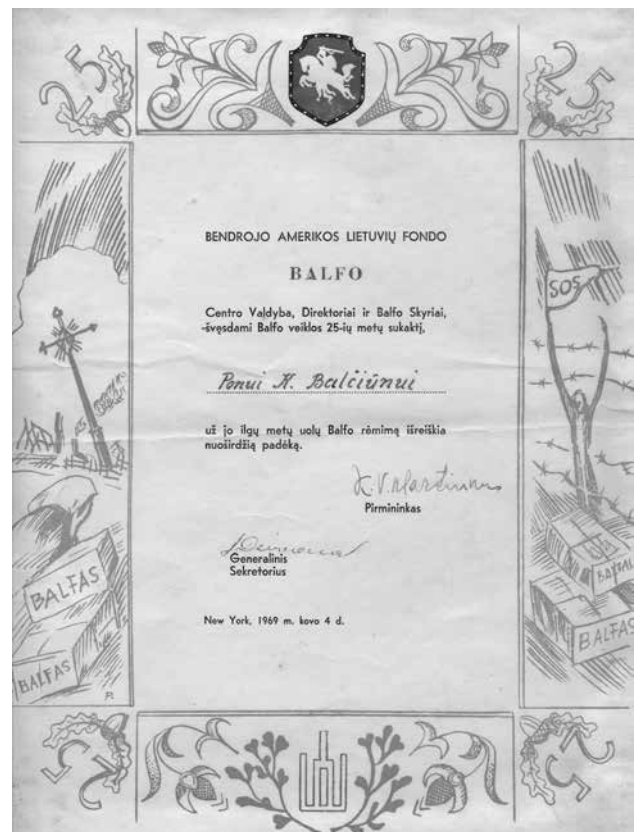 25
25
BENDROJO AMERIKOS LIETUVIŲ FONDO
BALFO
Centro Valdyba, Direktoriai ir Balfo Skyriai,
švęsdami Balfo veiklos 25-ių metų sukaktį,
Ponui H. Balčiūnui
už jo ilgų metų uolų Balfo rėmimą išreiškia
nuoširdžią padėką.
Pirmininkas
Generalinis
Sekretorius
New York, 1969 m. kovo 4 d.
SOS
BALFAS
BALFAS
BALFAS
25
25